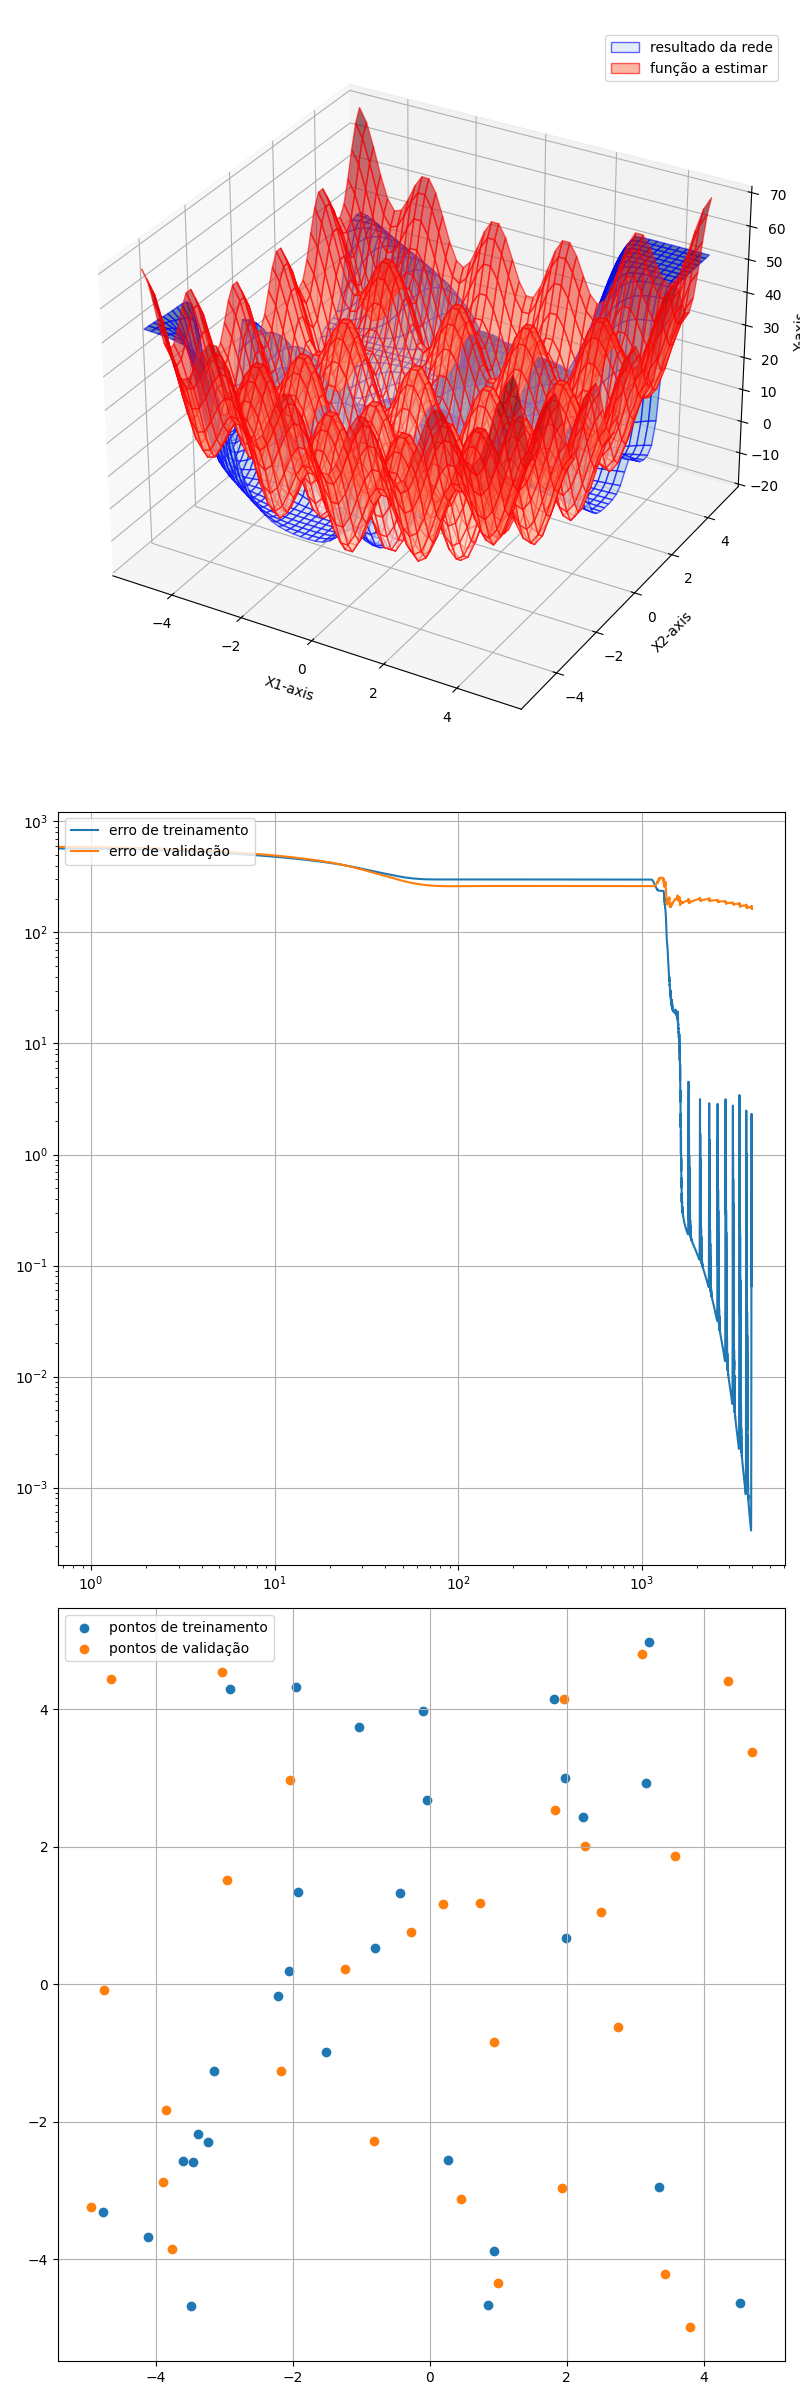 resultado da rede
função a estimar
70
60
50
40
30
20
10
0
−10
−20
Y-axis
−4
−2
0
2
4
X1-axis
−4
−2
0
2
4
X2-axis
erro de treinamento
erro de validação
10³
10²
10¹
10⁰
10⁻¹
10⁻²
10⁻³
10⁰ 10¹ 10² 10³
pontos de treinamento
pontos de validação
4
2
0
−2
−4
−4 −2 0 2 4